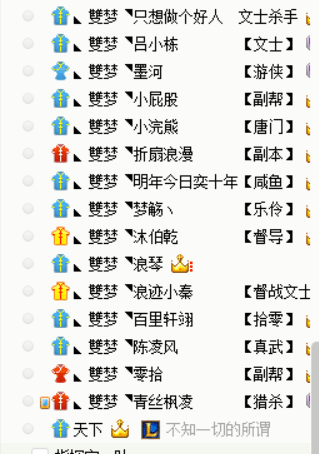 雙梦◥只想做个好人 文士杀手
雙梦◥吕小栋 【文士】
雙梦◥墨河 【游侠】
雙梦◥小屁股 【副帮】
雙梦◥小浣熊 【唐门】
雙梦◥折扇浪漫 【副本】
雙梦◥明年今日奕十年【咸鱼】
雙梦◥梦觞丶 【乐伶】
雙梦◥沐伯乾 【督导】
雙梦◥浪琴
雙梦◥浪迹小秦 【督战文士
雙梦◥百里轩翊 【拾零】
雙梦◥陈凌风 【真武】
雙梦◥零拾 【副帮】
雙梦◥青丝枫凌 【猎杀】
天下 L 不知一切的所谓